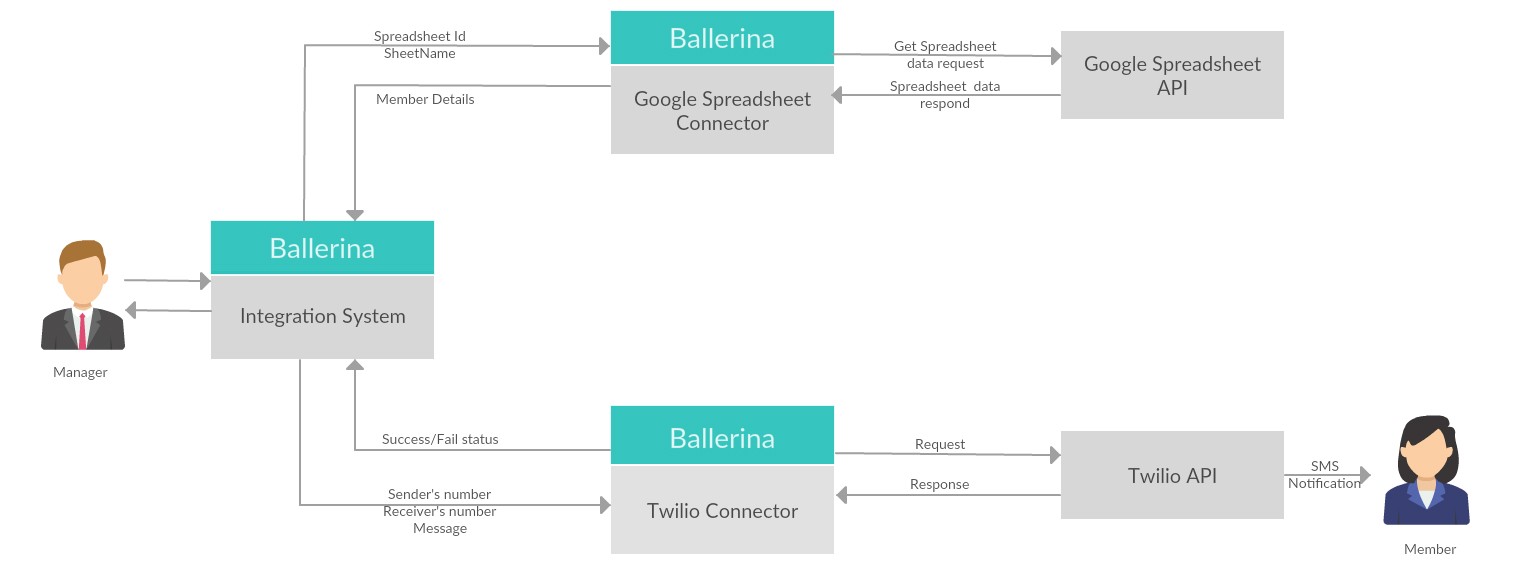 Spreadsheet Id
SheetName
Ballerina
Google Spreadsheet
Connector
Get Spreadsheet
data request
Spreadsheet  data
respond
Google Spreadsheet
API
Member Details
Ballerina
Integration System
Manager
Success/Fail status
Sender's number
Receiver's number
Message
Ballerina
Twilio Connector
Request
Response
Twilio API
SMS
Notification
Member